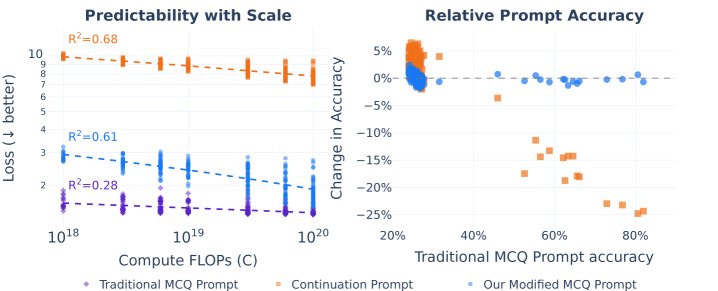 Predictability with Scale
Relative Prompt Accuracy
Loss (↓ better)
10
9
8
7
6
5
4
3
2
R²=0.68
R²=0.61
R²=0.28
10¹⁸
10¹⁹
10²⁰
Compute FLOPs (C)
Change in Accuracy
5%
0%
−5%
−10%
−15%
−20%
−25%
20%
40%
60%
80%
Traditional MCQ Prompt accuracy
Traditional MCQ Prompt
Continuation Prompt
Our Modified MCQ Prompt